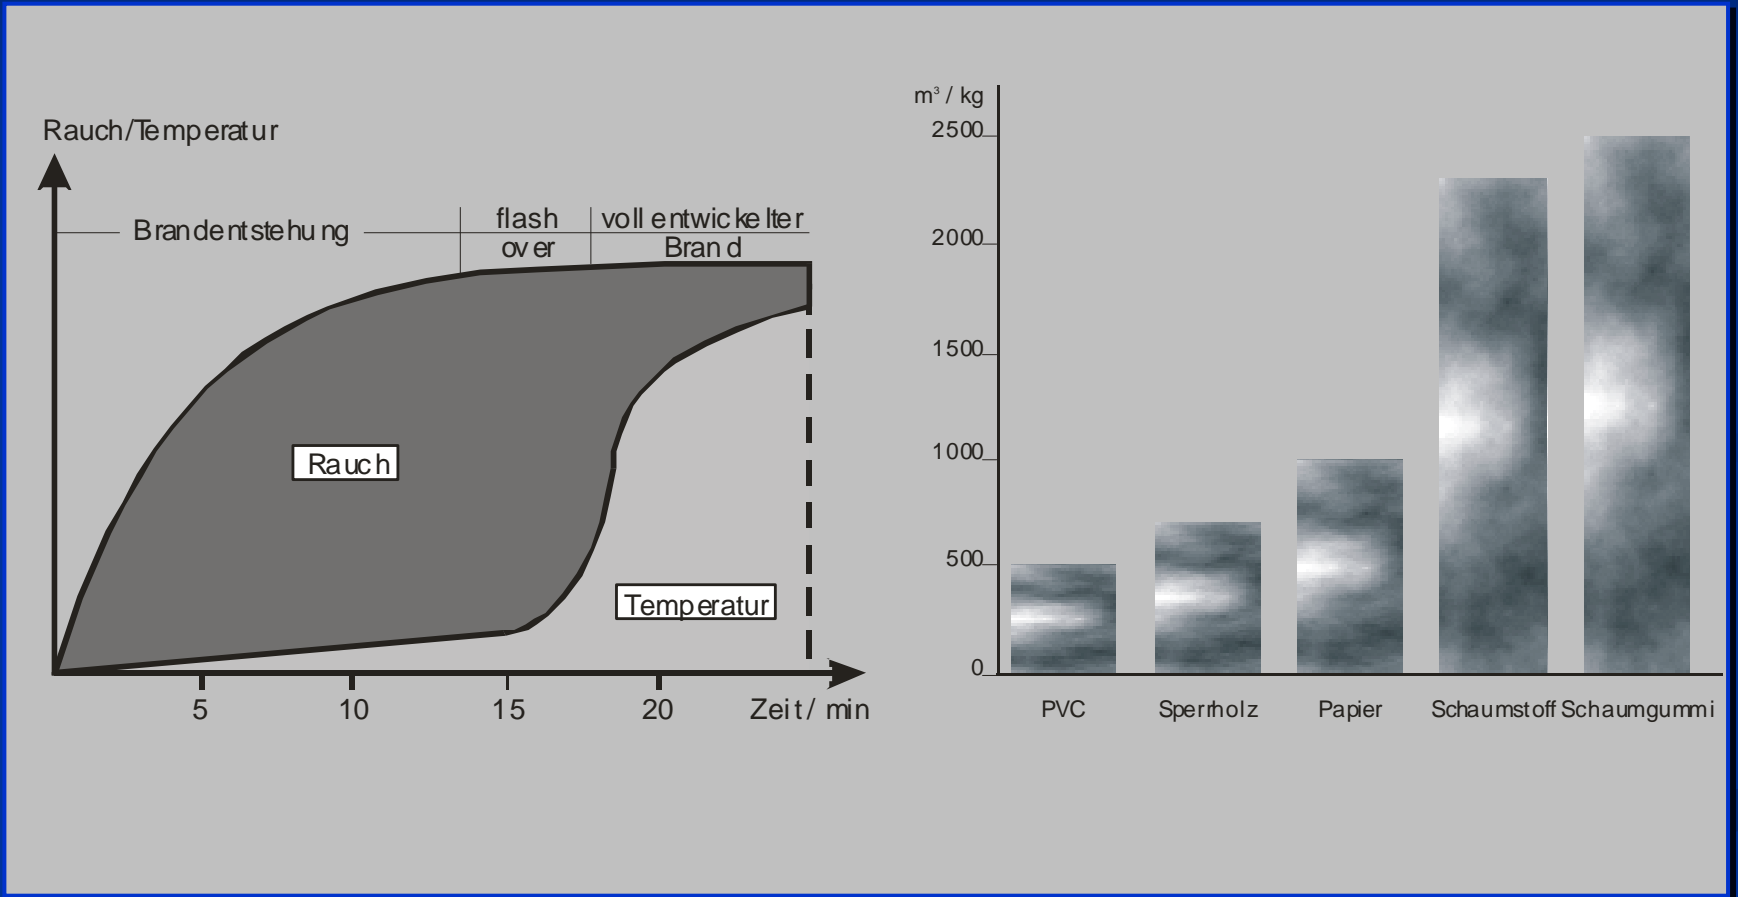 Rauch/Temperatur
Brandentstehung
flash
over
voll entwickelter
Brand
Rauch
Temperatur
5 10 15 20 Zeit / min
m³ / kg
2500
2000
1500
1000
500
0
PVC Sperrholz Papier Schaumstoff Schaumgummi